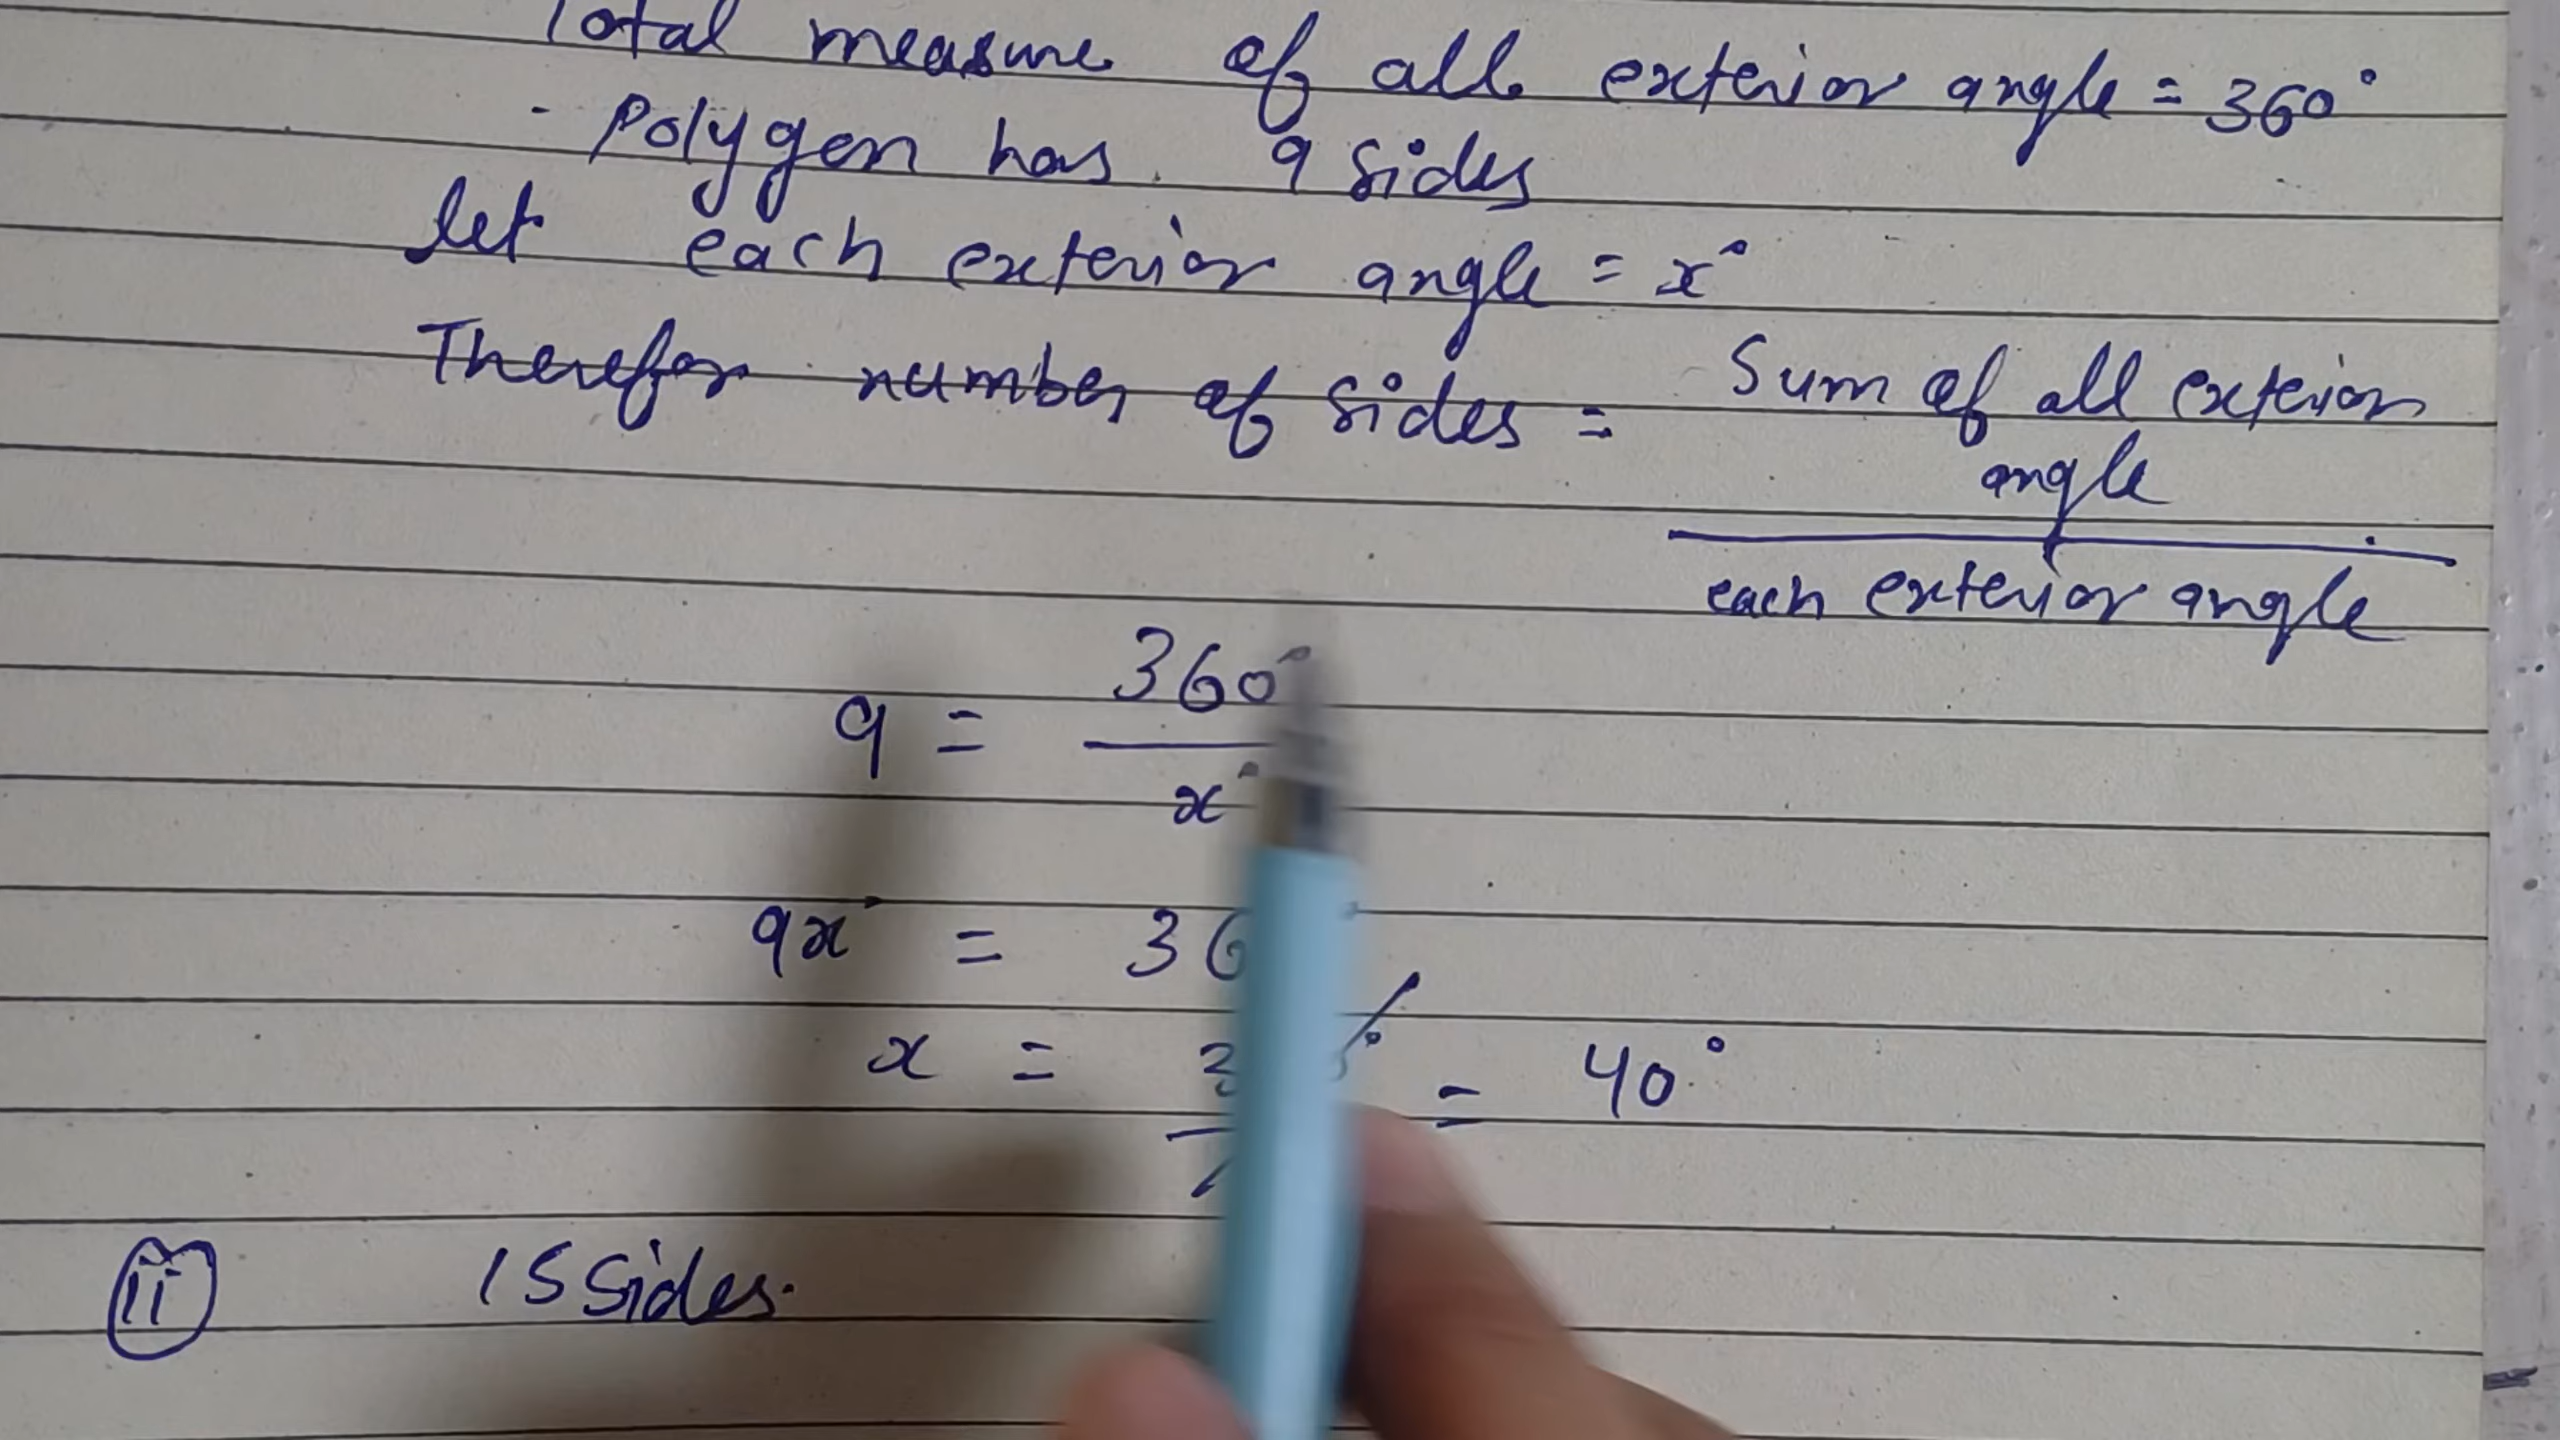 Total measure of all exterior angle = 360°
- Polygon has 9 sides
let each exterior angle = x°
Therefor number of sides = Sum of all exterior
angle
each exterior angle
9 = 360°
x°
9x° = 36
x = 3 = 40°
ii 15 Sides.